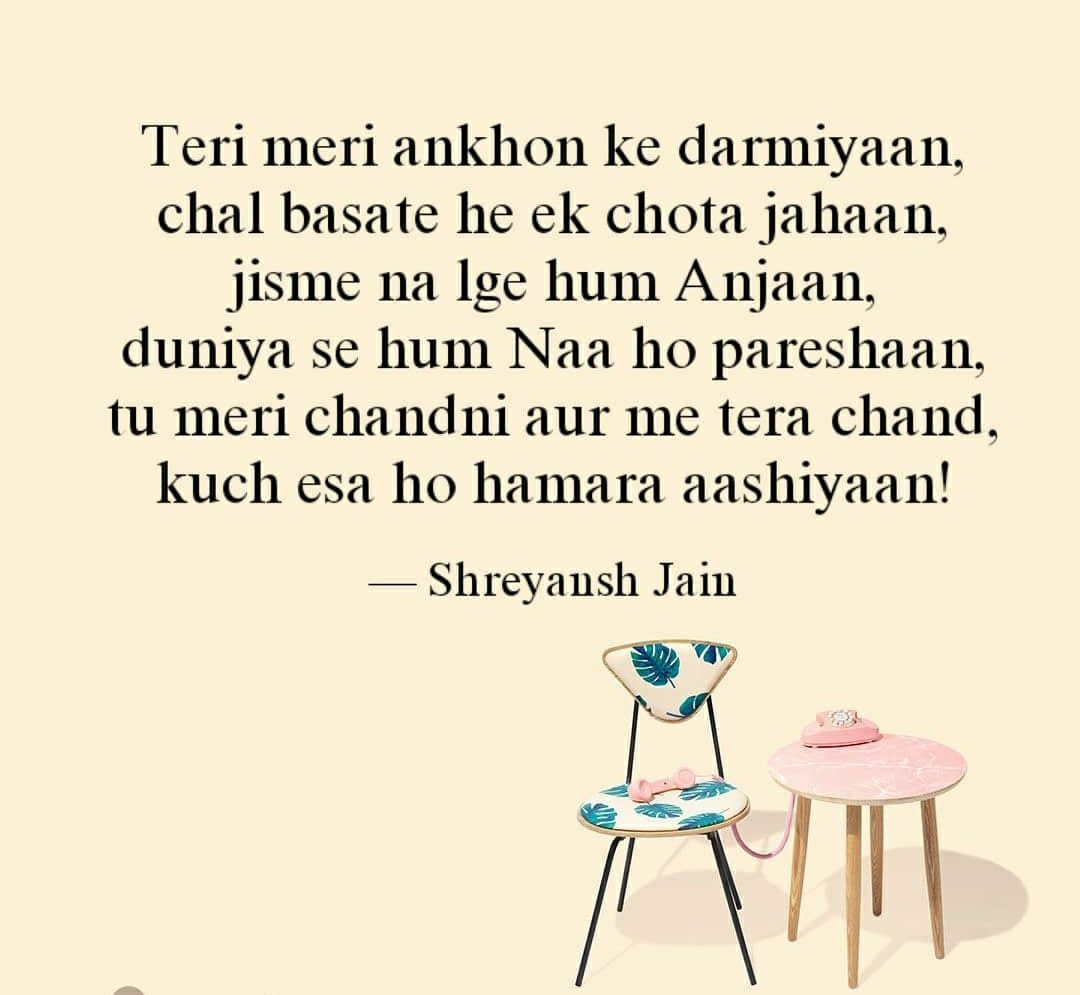 Teri meri ankhon ke darmiyaan,
chal basate he ek chota jahaan,
jisme na lge hum Anjaan,
duniya se hum Naa ho pareshaan,
tu meri chandni aur me tera chand,
kuch esa ho hamara aashiyaan!
— Shreyansh Jain